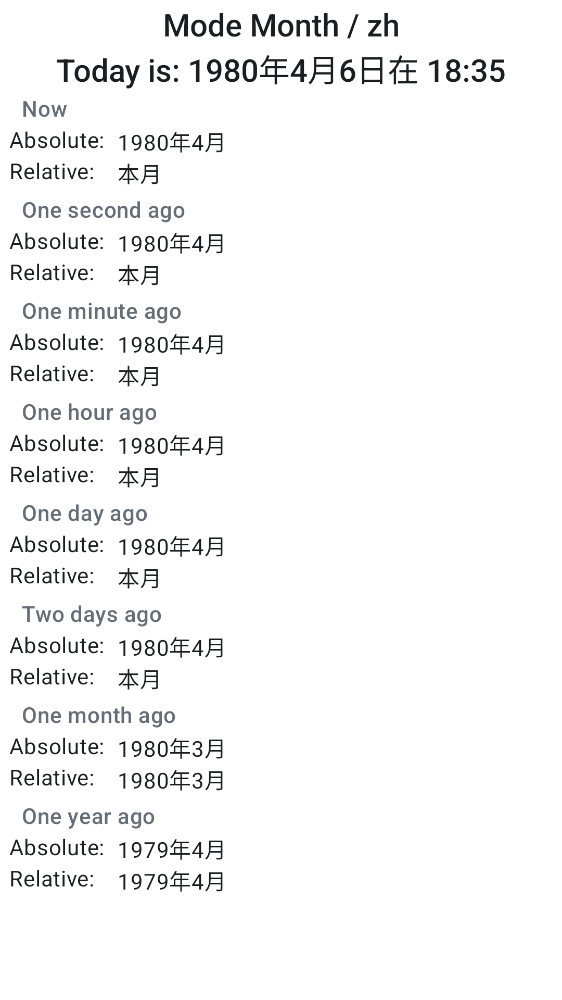 Mode Month / zh
Today is: 1980年4月6日在 18:35
Now
Absolute: 1980年4月
Relative: 本月
One second ago
Absolute: 1980年4月
Relative: 本月
One minute ago
Absolute: 1980年4月
Relative: 本月
One hour ago
Absolute: 1980年4月
Relative: 本月
One day ago
Absolute: 1980年4月
Relative: 本月
Two days ago
Absolute: 1980年4月
Relative: 本月
One month ago
Absolute: 1980年3月
Relative: 1980年3月
One year ago
Absolute: 1979年4月
Relative: 1979年4月